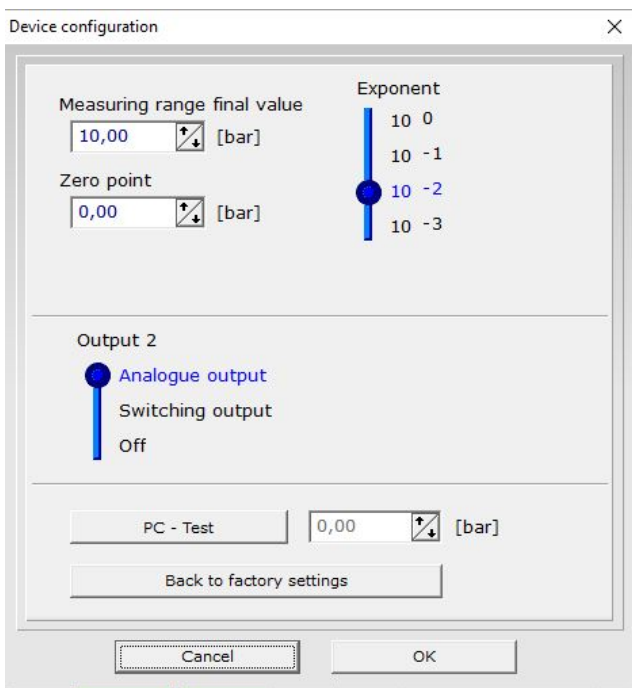 Device configuration
Measuring range final value
10,00 [bar]
Zero point
0,00 [bar]
Exponent
10 0
10 -1
10 -2
10 -3
Output 2
Analogue output
Switching output
Off
PC - Test 0,00 [bar]
Back to factory settings
Cancel OK